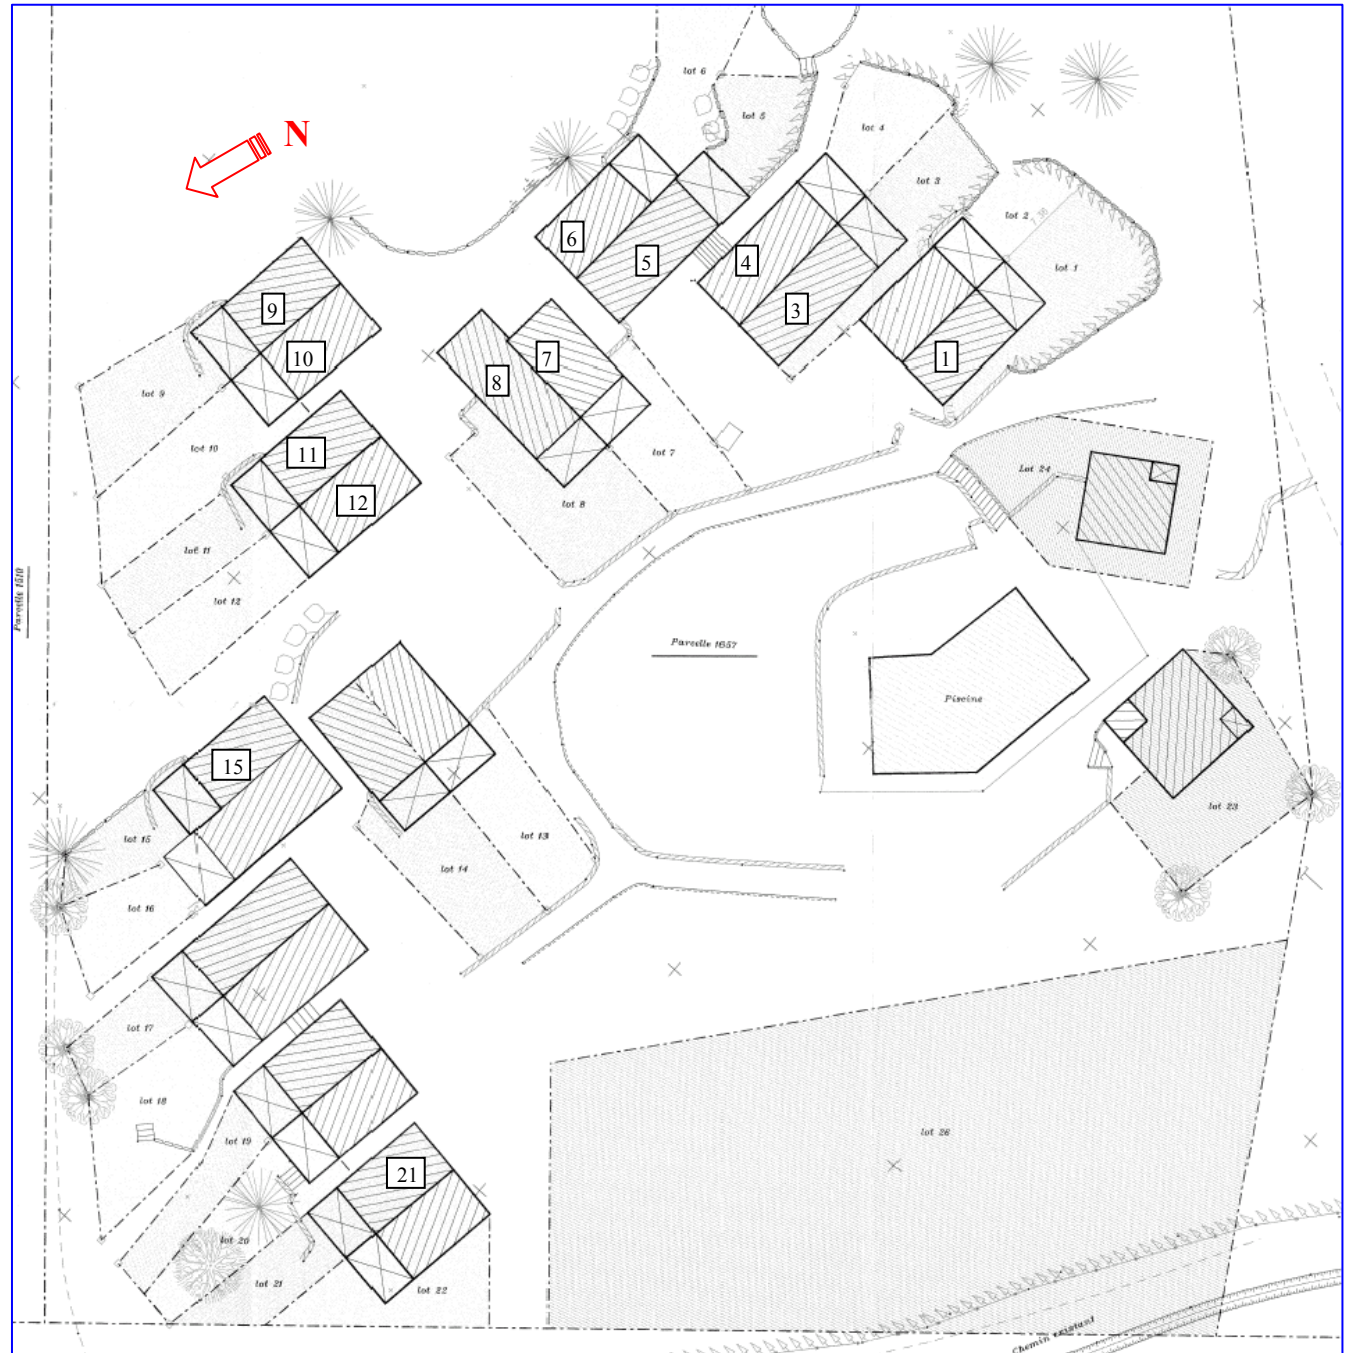 lot 6
lot 5
N
lot 4
lot 3
lot 2
36
lot 1
6
5
4
3
1
9
10
7
8
lot 9
lot 10
11
12
lot 7
lot 8
Lot 24
lot 11
lot 12
Parcelle 1510
Parcelle 1657
Piscine
15
lot 15
lot 16
lot 13
lot 14
lot 23
lot 17
lot 18
lot 19
lot 26
21
lot 20
lot 21
lot 22
Chemin existant